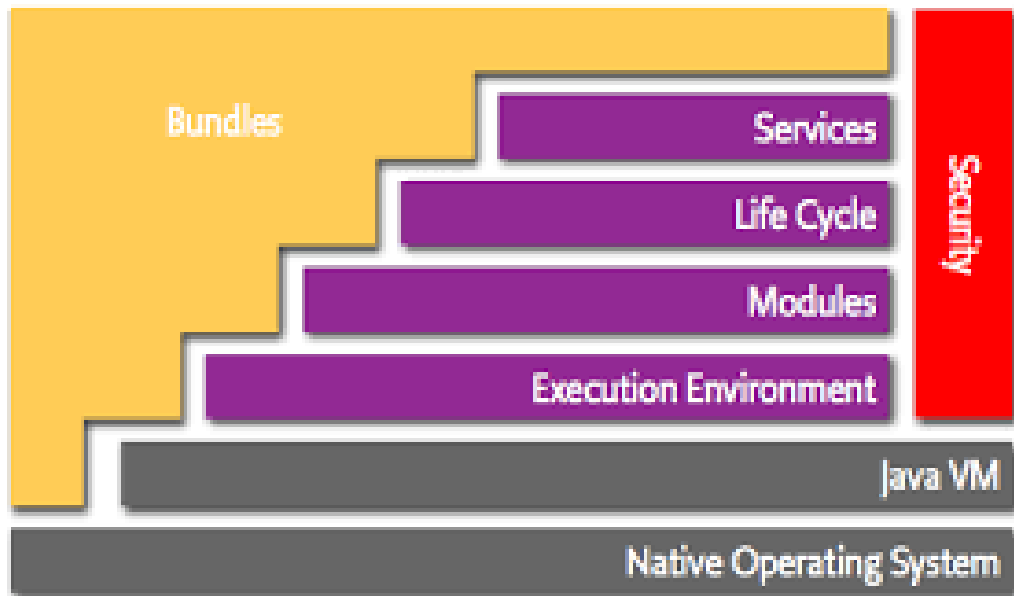 Bundles
Services
Life Cycle
Modules
Execution Environment
Security
Java VM
Native Operating System